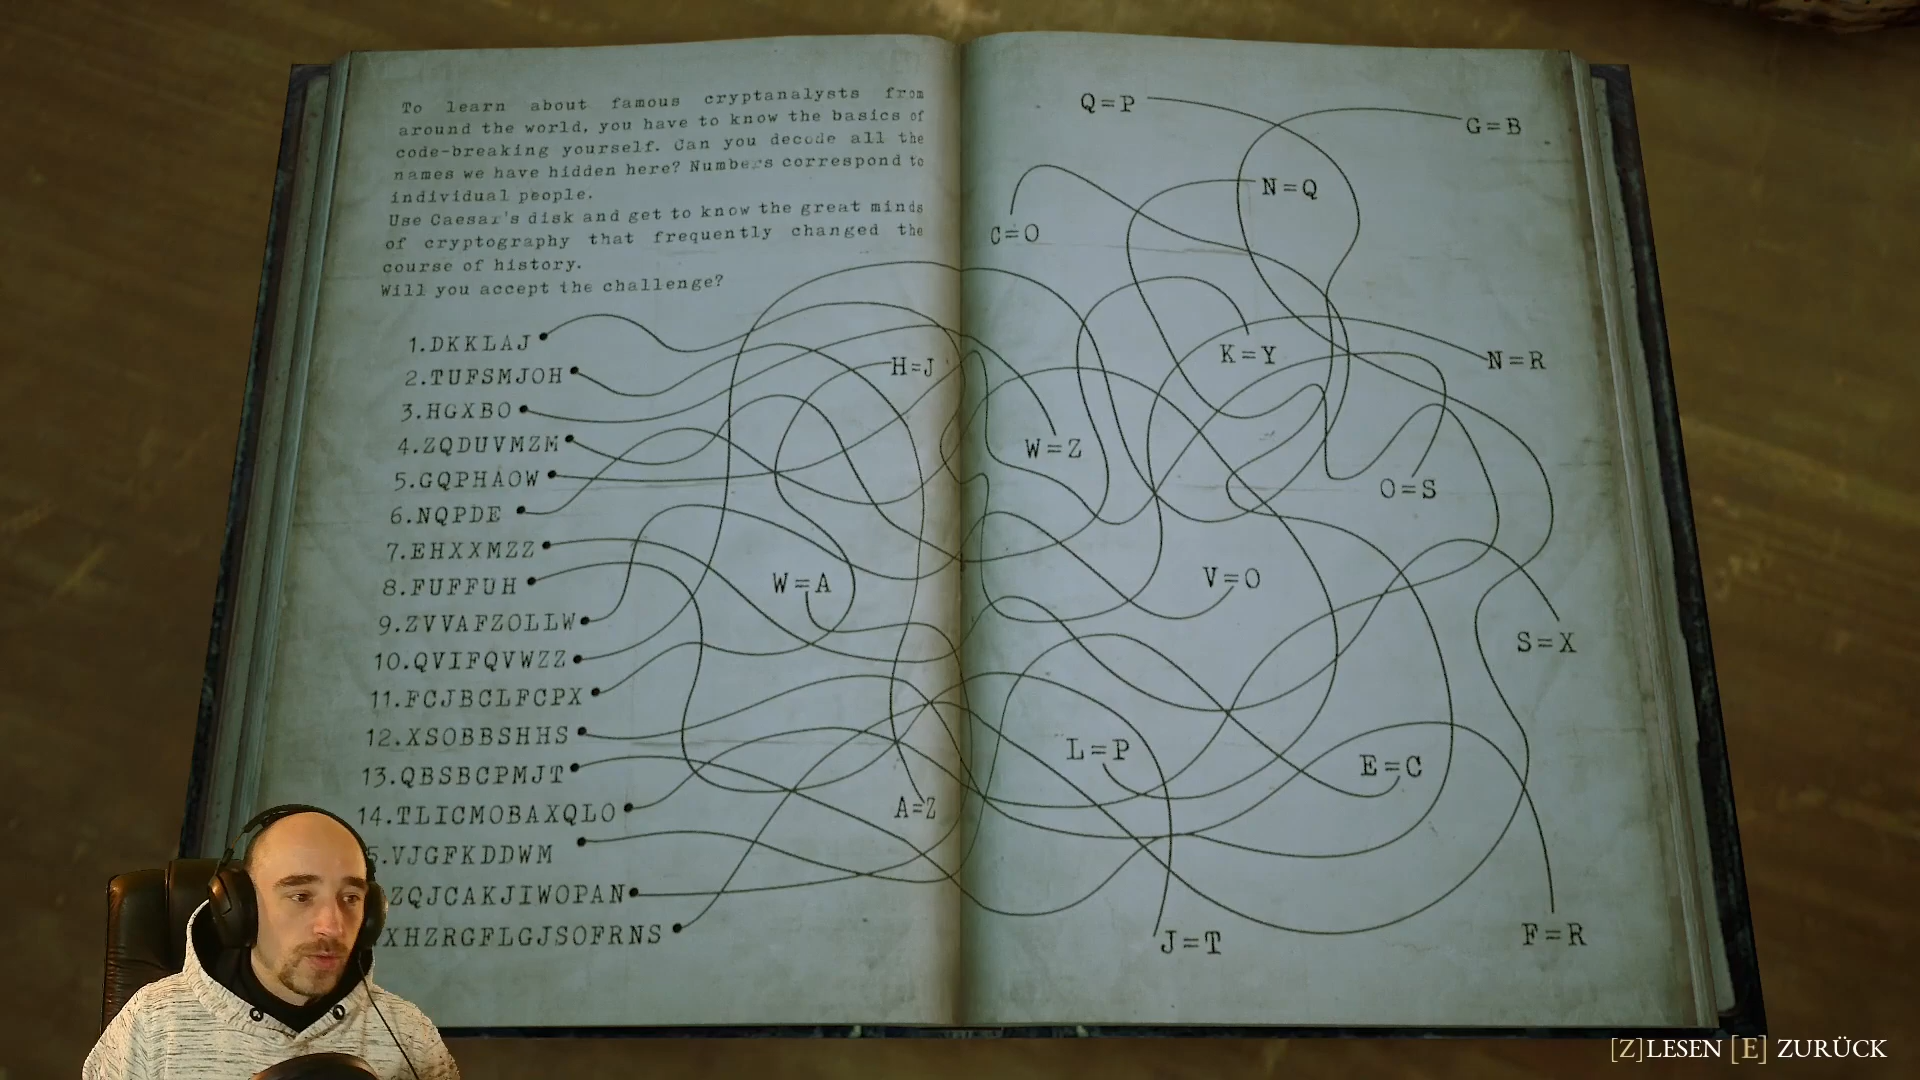 To learn about famous cryptanalysts from
around the world, you have to know the basics of
code-breaking yourself. Can you decode all the
names we have hidden here? Numbers correspond to
individual people.
Use Caesar's disk and get to know the great minds
of cryptography that frequently changed the
course of history.
Will you accept the challenge?
1.DKKLAJ
2.TUFSMJOH
3.HGXBO
4.ZQDUVMZM
5.GQPHAOW
6.NQPDE
7.EHXXMZZ
8.FUFFUH
9.ZVVAFZOLLW
10.QVIFQVWZZ
11.FCJBCLFCPX
12.XSOBBSHHS
13.QBSBCPMJT
14.TLICMOBAXQLO
5.VJGFKDDWM
ZQJCAKJIWOPAN
XHZRGFLGJSOFRNS
H=J
W=A
A=Z
Q=P
G=B
N=Q
C=O
K=Y
N=R
W=Z
O=S
V=O
S=X
L=P
E=C
J=T
F=R
[Z]LESEN [E] ZURÜCK